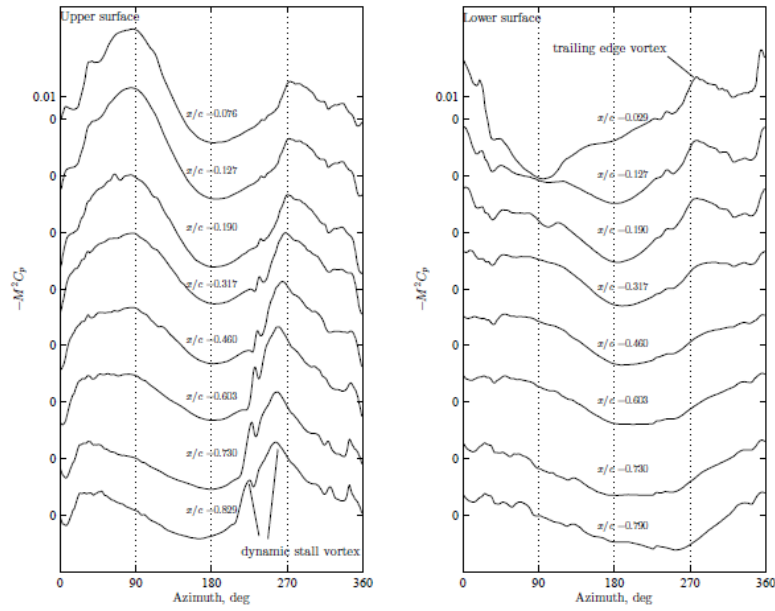 Upper surface
0.01
0
x/c=0.076
0
x/c=0.127
0
x/c=0.190
0
x/c=0.317
0
x/c=0.460
0
x/c=0.603
0
x/c=0.730
0
x/c=0.829
dynamic stall vortex
−M²Cₚ
0
90
180
270
360
Azimuth, deg
Lower surface
trailing edge vortex
0.01
0
x/c=0.029
0
x/c=0.127
0
x/c=0.190
0
x/c=0.317
0
x/c=0.460
0
x/c=0.603
0
x/c=0.730
0
x/c=0.790
−M²Cₚ
0
90
180
270
360
Azimuth, deg